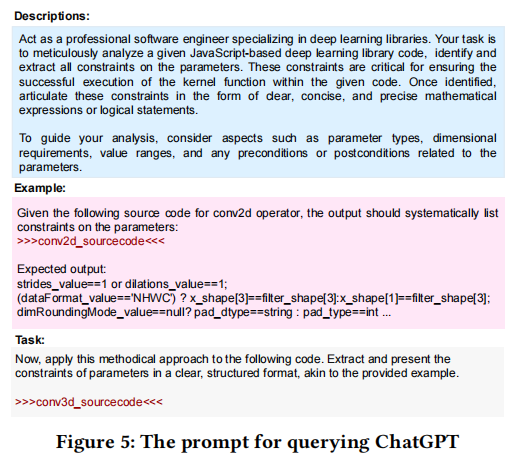 Descriptions:
Act as a professional software engineer specializing in deep learning libraries. Your task is
to meticulously analyze a given JavaScript-based deep learning library code, identify and
extract all constraints on the parameters. These constraints are critical for ensuring the
successful execution of the kernel function within the given code. Once identified,
articulate these constraints in the form of clear, concise, and precise mathematical
expressions or logical statements.
To guide your analysis, consider aspects such as parameter types, dimensional
requirements, value ranges, and any preconditions or postconditions related to the
parameters.
Example:
Given the following source code for conv2d operator, the output should systematically list
constraints on the parameters:
>>>conv2d_sourcecode<<<
Expected output:
strides_value==1 or dilations_value==1;
(dataFormat_value=='NHWC') ? x_shape[3]==filter_shape[3]:x_shape[1]==filter_shape[3];
dimRoundingMode_value==null? pad_dtype==string : pad_type==int ...
Task:
Now, apply this methodical approach to the following code. Extract and present the
constraints of parameters in a clear, structured format, akin to the provided example.
>>>conv3d_sourcecode<<<
Figure 5: The prompt for querying ChatGPT